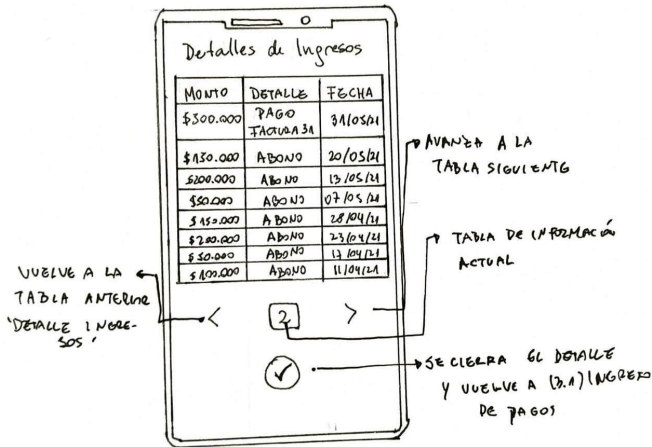 Detalles de Ingresos
MONTO DETALLE FECHA
$300.000 PAGO FACTURA 31 31/05/21
$150.000 ABONO 20/05/21
$200.000 ABONO 13/05/21
$50.000 ABONO 07/05/21
$150.000 ABONO 28/04/21
$200.000 ABONO 23/04/21
$50.000 ABONO 17/04/21
$100.000 ABONO 11/04/21
< 2 >
✓
AVANZA A LA
TABLA SIGUIENTE
TABLA DE INFORMACIÓN
ACTUAL
SE CIERRA EL DETALLE
Y VUELVE A (3.1) INGRESO
DE PAGOS
VUELVE A LA
TABLA ANTERIOR
'DETALLE INGRE-
SOS'